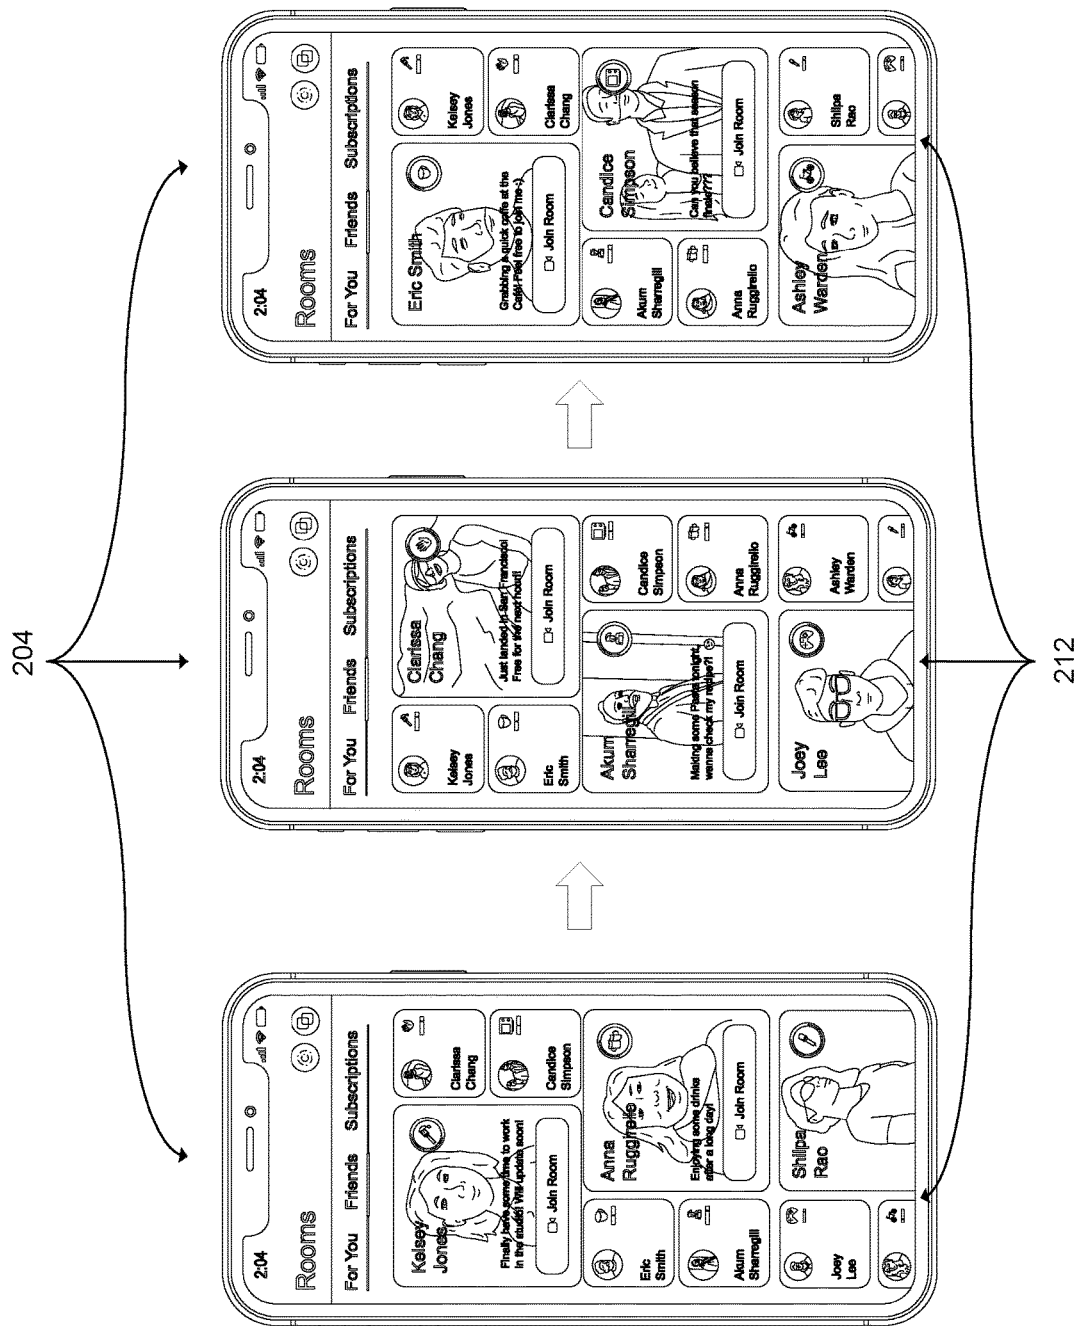 204
2:04
Rooms
For You Friends Subscriptions
Kelsey
Jones
Finally have some time to work
in the studio! Will update soon!
Join Room
Clarissa
Chang
Candice
Simpson
Eric
Smith
Akum
Sharregill
Anna
Ruggirello
Enjoying some drinks
after a long day!
Join Room
Joey
Lee
Shilpa
Rao
2:04
Rooms
For You Friends Subscriptions
Kelsey
Jones
Eric
Smith
Clarissa
Chang
Just landed in San Francisco!
Free for the next hour!!
Join Room
Akum
Sharregill
Making some Pasta tonight,
wanna check my recipe?!
Join Room
Candice
Simpson
Anna
Ruggirello
Joey
Lee
Ashley
Warden
2:04
Rooms
For You Friends Subscriptions
Eric Smith
Grabbing a quick coffe at the
Café! Feel free to join me-)
Join Room
Kelsey
Jones
Clarissa
Chang
Akum
Sharregill
Anna
Ruggirello
Candice
Simpson
Can you believe that season
finale???
Join Room
Ashley
Warden
Shilpa
Rao
212